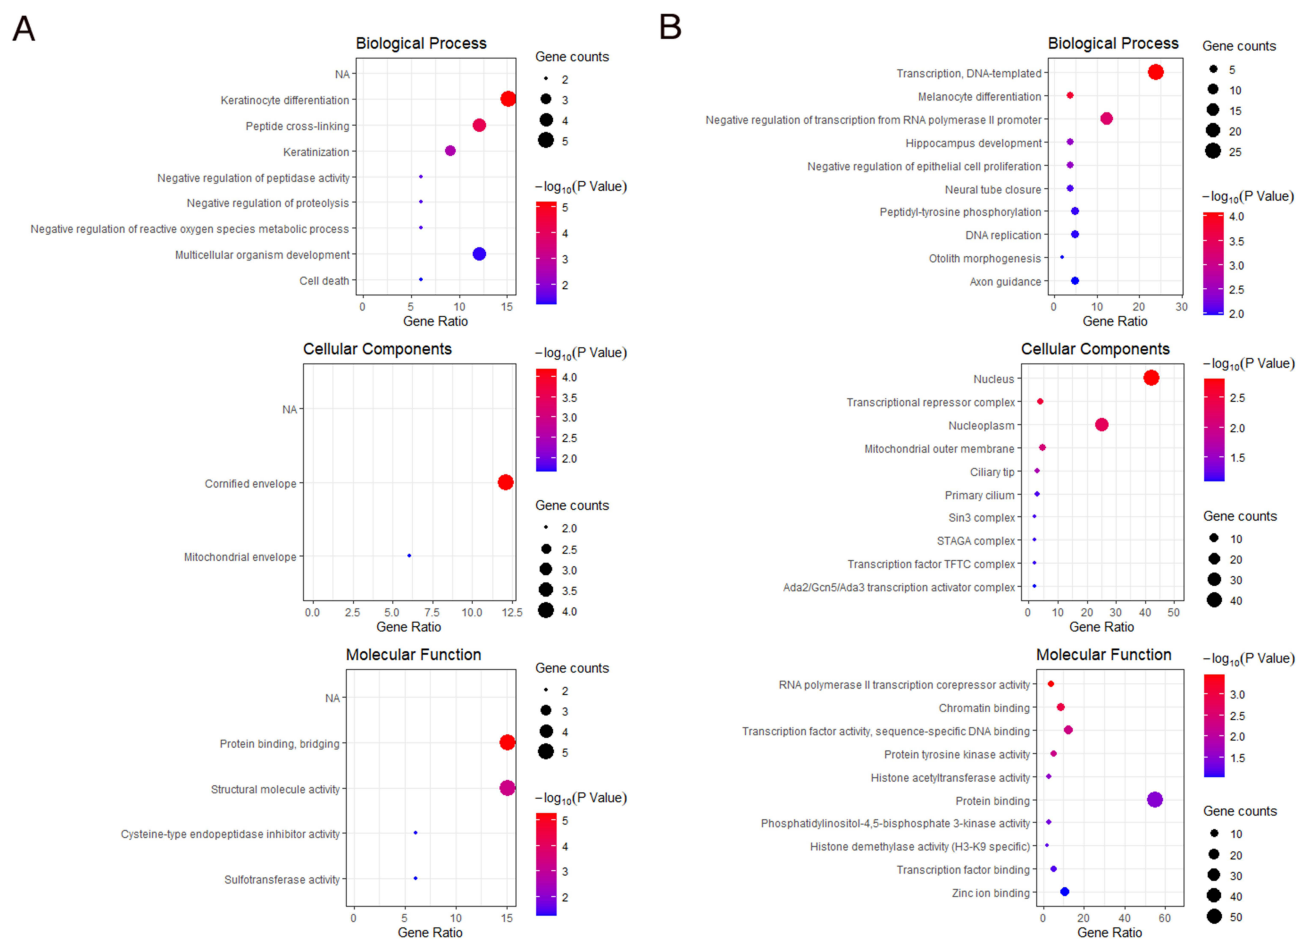 A
Biological Process
NA
Keratinocyte differentiation
Peptide cross-linking
Keratinization
Negative regulation of peptidase activity
Negative regulation of proteolysis
Negative regulation of reactive oxygen species metabolic process
Multicellular organism development
Cell death
0 5 10 15
Gene Ratio
Gene counts
2
3
4
5
−log10(P Value)
5
4
3
2
Cellular Components
NA
Cornified envelope
Mitochondrial envelope
0.0 2.5 5.0 7.5 10.0 12.5
Gene Ratio
−log10(P Value)
4.0
3.5
3.0
2.5
2.0
Gene counts
2.0
2.5
3.0
3.5
4.0
Molecular Function
NA
Protein binding, bridging
Structural molecule activity
Cysteine-type endopeptidase inhibitor activity
Sulfotransferase activity
0 5 10 15
Gene Ratio
Gene counts
2
3
4
5
−log10(P Value)
5
4
3
2
B
Biological Process
Transcription, DNA-templated
Melanocyte differentiation
Negative regulation of transcription from RNA polymerase II promoter
Hippocampus development
Negative regulation of epithelial cell proliferation
Neural tube closure
Peptidyl-tyrosine phosphorylation
DNA replication
Otolith morphogenesis
Axon guidance
0 10 20 30
Gene Ratio
Gene counts
5
10
15
20
25
−log10(P Value)
4.0
3.5
3.0
2.5
2.0
Cellular Components
Nucleus
Transcriptional repressor complex
Nucleoplasm
Mitochondrial outer membrane
Ciliary tip
Primary cilium
Sin3 complex
STAGA complex
Transcription factor TFTC complex
Ada2/Gcn5/Ada3 transcription activator complex
0 10 20 30 40 50
Gene Ratio
−log10(P Value)
2.5
2.0
1.5
Gene counts
10
20
30
40
Molecular Function
RNA polymerase II transcription corepressor activity
Chromatin binding
Transcription factor activity, sequence-specific DNA binding
Protein tyrosine kinase activity
Histone acetyltransferase activity
Protein binding
Phosphatidylinositol-4,5-bisphosphate 3-kinase activity
Histone demethylase activity (H3-K9 specific)
Transcription factor binding
Zinc ion binding
0 20 40 60
Gene Ratio
−log10(P Value)
3.0
2.5
2.0
1.5
Gene counts
10
20
30
40
50